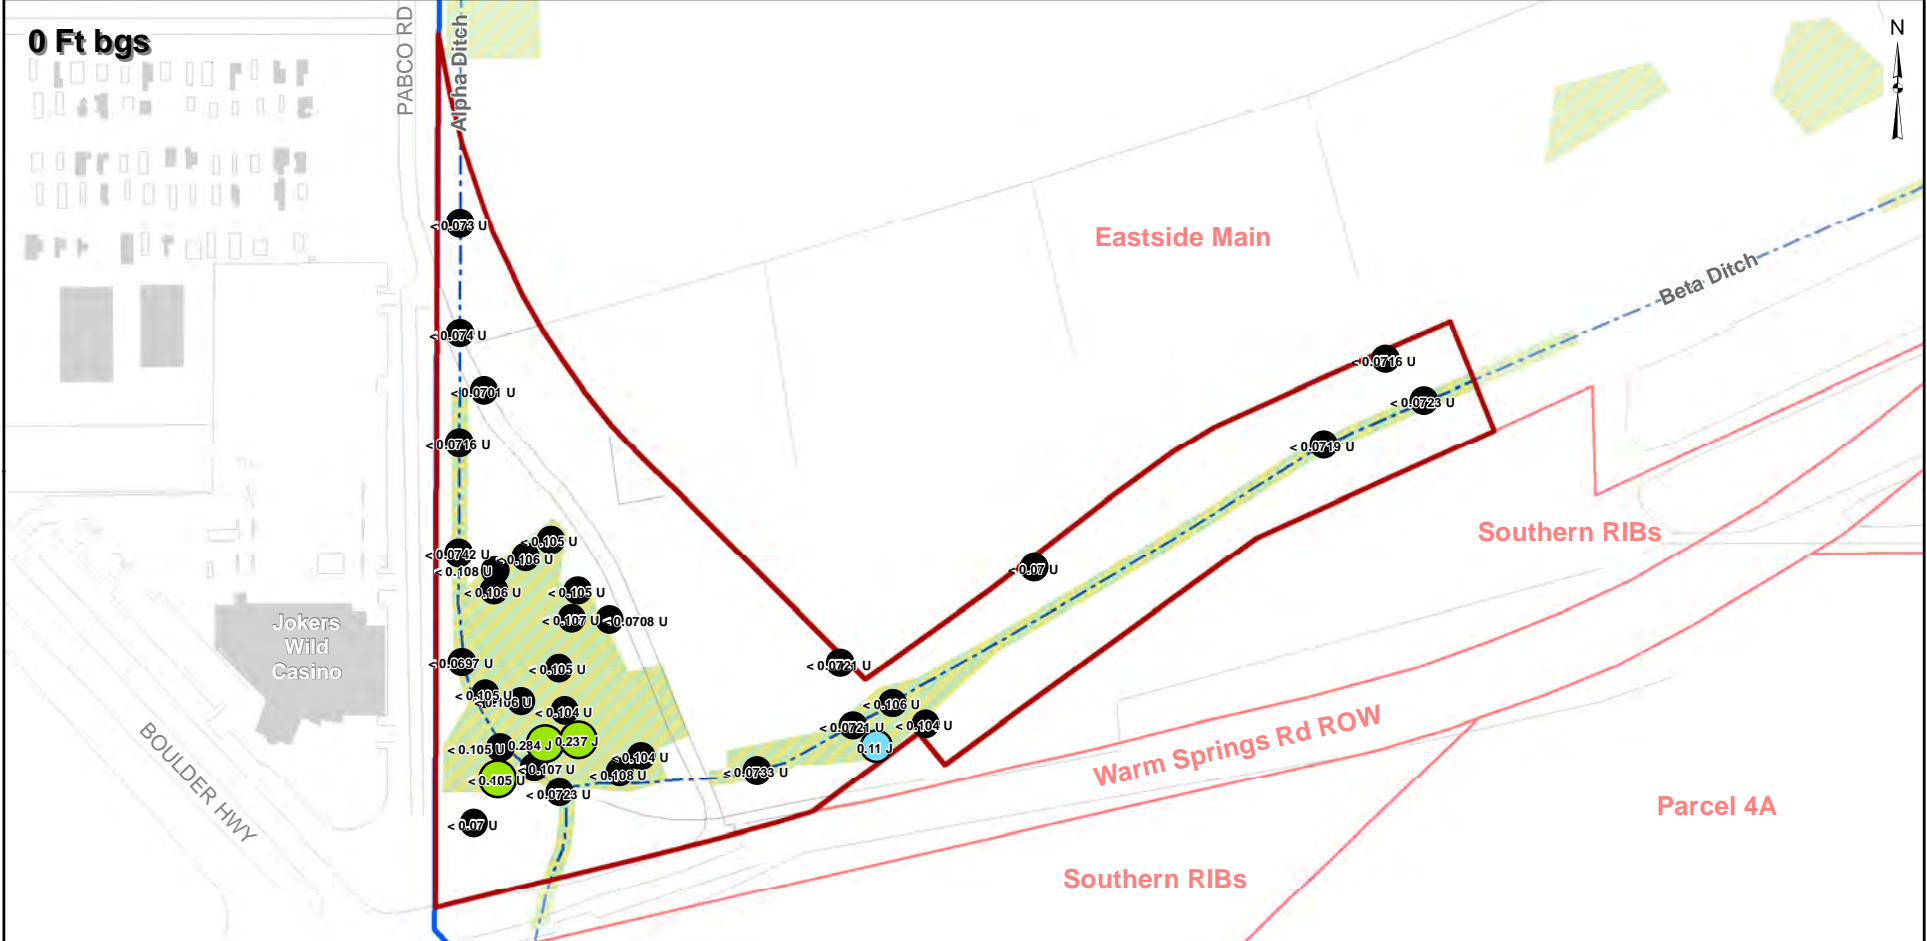 0 Ft bgs
PABCO RD
Alpha Ditch
N
Eastside Main
Beta Ditch
< 0.073 U
< 0.074 U
< 0.0701 U
< 0.0716 U
< 0.0716 U
< 0.0723 U
< 0.0719 U
Southern RIBs
< 0.105 U
< 0.0742 U
< 0.106 U
< 0.108 U
< 0.07 U
< 0.106 U
< 0.105 U
< 0.107 U
< 0.0708 U
Jokers
Wild
Casino
< 0.0697 U
< 0.105 U
< 0.0721 U
< 0.105 U
< 0.106 U
< 0.104 U
< 0.106 U
< 0.0721 U
< 0.104 U
BOULDER HWY
< 0.105 U
0.284 J
0.237 J
0.11 J
Warm Springs Rd ROW
< 0.104 U
< 0.107 U
< 0.108 U
< 0.0733 U
< 0.105 U
< 0.0723 U
Parcel 4A
< 0.07 U
Southern RIBs